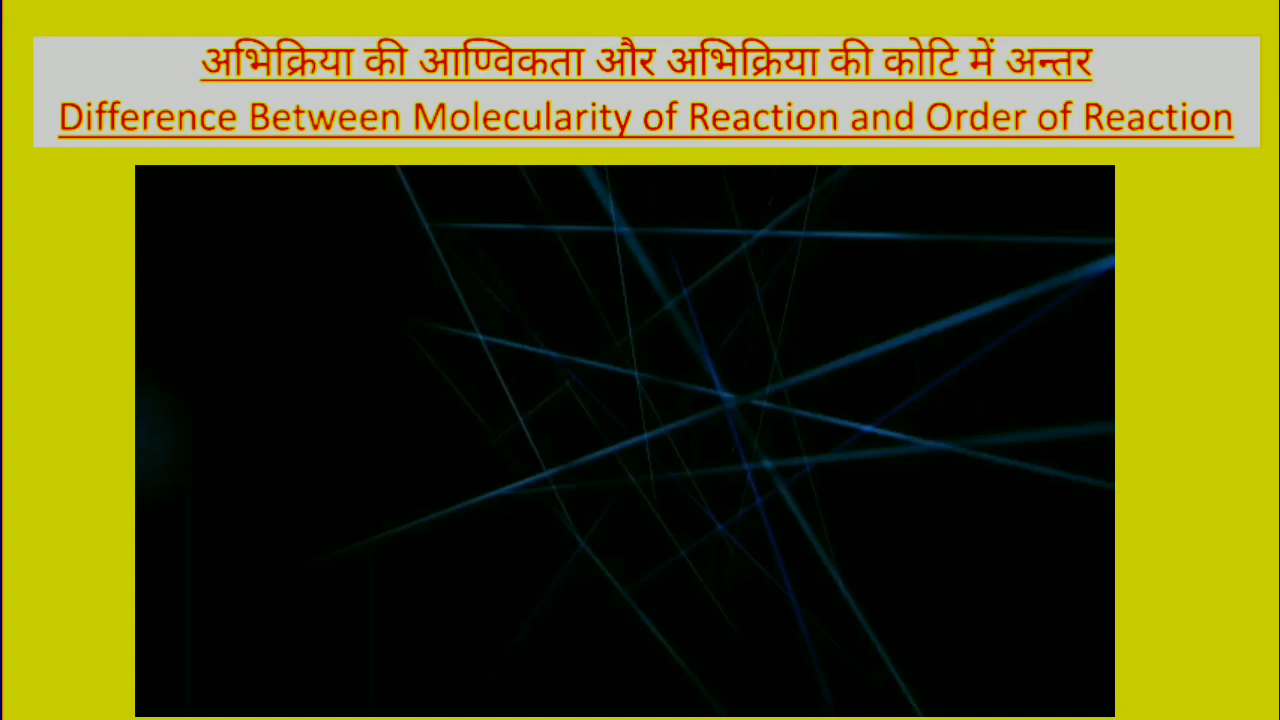 अभिक्रिया की आण्विकता और अभिक्रिया की कोटि में अन्तर
Difference Between Molecularity of Reaction and Order of Reaction